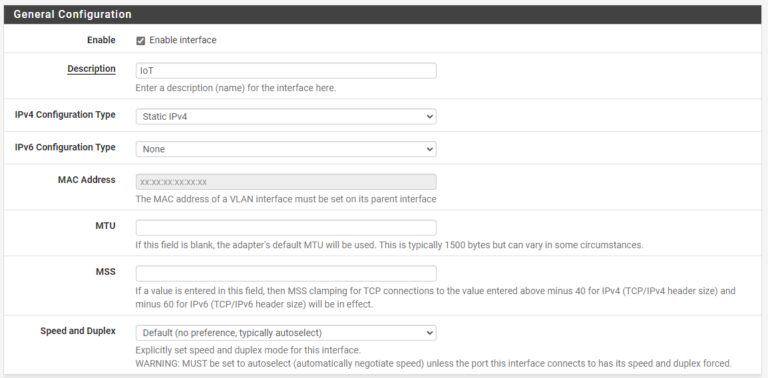 General Configuration
Enable Enable interface
Description IoT
Enter a description (name) for the interface here.
IPv4 Configuration Type Static IPv4
IPv6 Configuration Type None
MAC Address xx:xx:xx:xx:xx:xx
The MAC address of a VLAN interface must be set on its parent interface
MTU
If this field is blank, the adapter's default MTU will be used. This is typically 1500 bytes but can vary in some circumstances.
MSS
If a value is entered in this field, then MSS clamping for TCP connections to the value entered above minus 40 for IPv4 (TCP/IPv4 header size) and
minus 60 for IPv6 (TCP/IPv6 header size) will be in effect.
Speed and Duplex Default (no preference, typically autoselect)
Explicitly set speed and duplex mode for this interface.
WARNING: MUST be set to autoselect (automatically negotiate speed) unless the port this interface connects to has its speed and duplex forced.